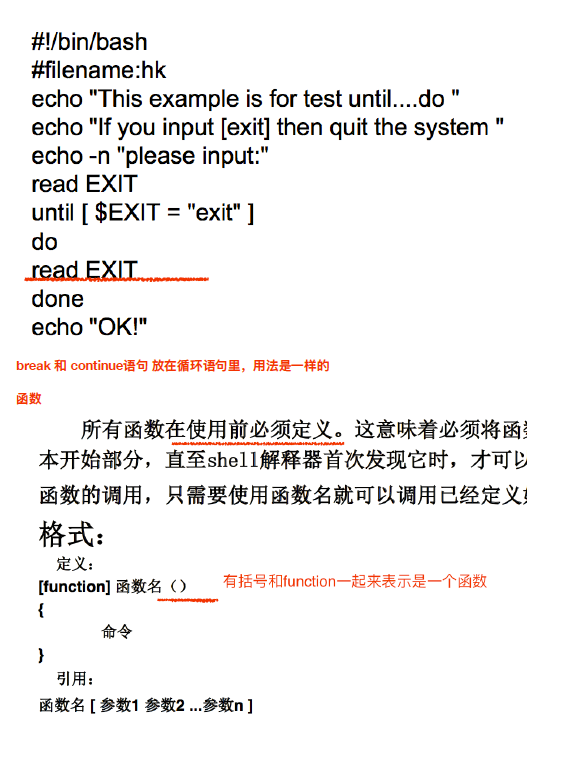 #!/bin/bash
#filename:hk
echo "This example is for test until....do "
echo "If you input [exit] then quit the system "
echo -n "please input:"
read EXIT
until [ $EXIT = "exit" ]
do
read EXIT
done
echo "OK!"
break 和 continue语句 放在循环语句里，用法是一样的
函数
所有函数在使用前必须定义。这意味着必须将函
本开始部分，直至shell解释器首次发现它时，才可以
函数的调用，只需要使用函数名就可以调用已经定义
格式：
定义：
[function] 函数名（） 有括号和function一起来表示是一个函数
{
命令
}
引用：
函数名 [ 参数1 参数2 ...参数n ]